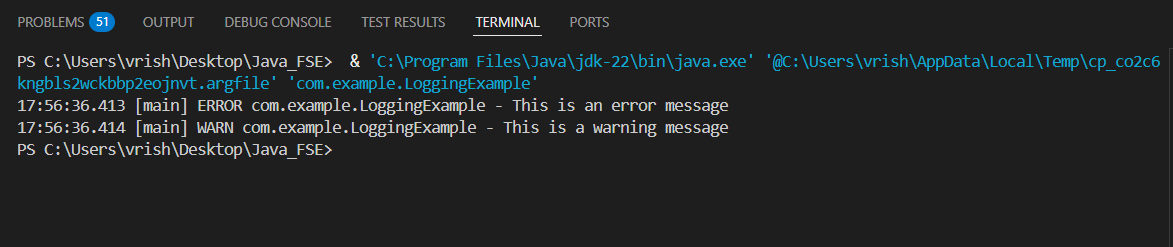 PROBLEMS 51 OUTPUT DEBUG CONSOLE TEST RESULTS TERMINAL PORTS
PS C:\Users\vrish\Desktop\Java_FSE>  & 'C:\Program Files\Java\jdk-22\bin\java.exe' '@C:\Users\vrish\AppData\Local\Temp\cp_co2c6
kngbls2wckbbp2eojnvt.argfile' 'com.example.LoggingExample'
17:56:36.413 [main] ERROR com.example.LoggingExample - This is an error message
17:56:36.414 [main] WARN com.example.LoggingExample - This is a warning message
PS C:\Users\vrish\Desktop\Java_FSE>